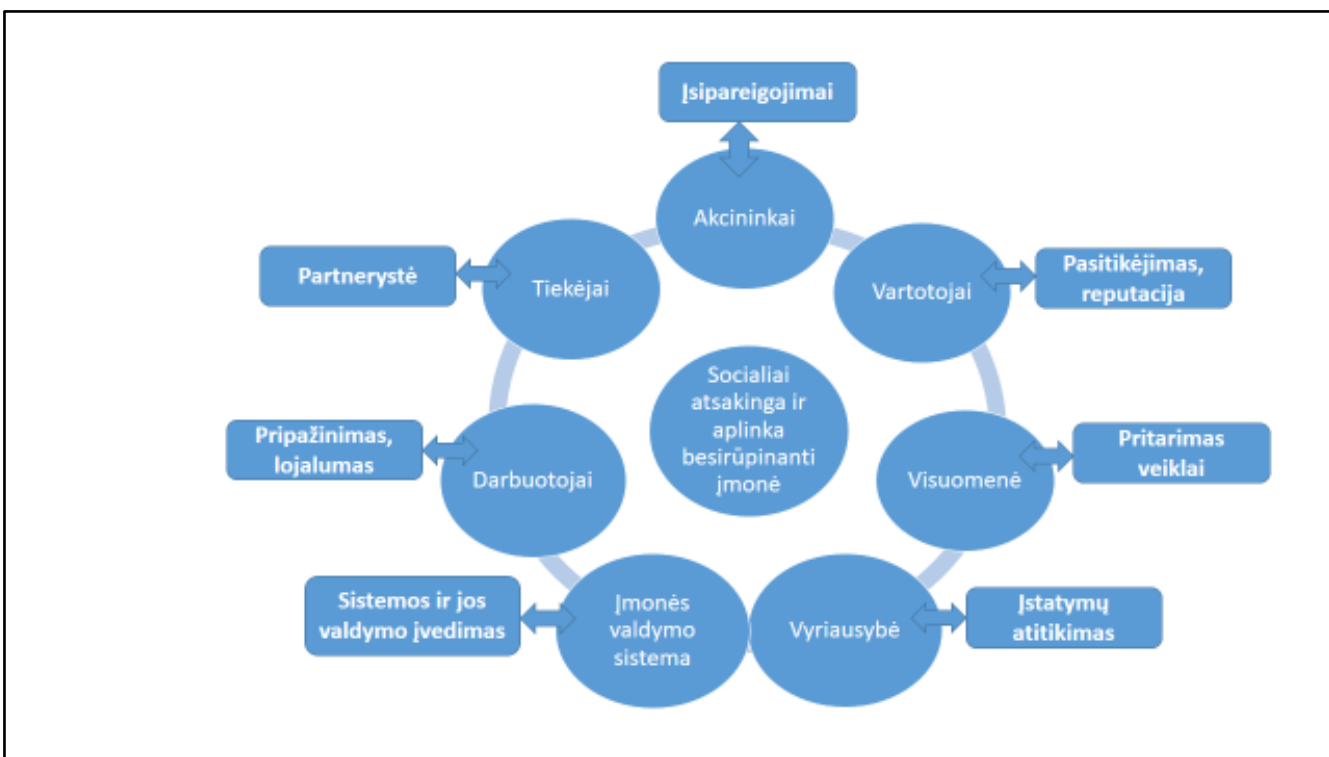 Įsipareigojimai
Akcininkai
Partnerystė
Tiekėjai
Vartotojai
Pasitikėjimas,
reputacija
Socialiai
atsakinga ir
aplinka
besirūpinanti
įmonė
Pripažinimas,
lojalumas
Darbuotojai
Visuomenė
Pritarimas
veiklai
Sistemos ir jos
valdymo įvedimas
Įmonės
valdymo
sistema
Vyriausybė
Įstatymų
atitikimas